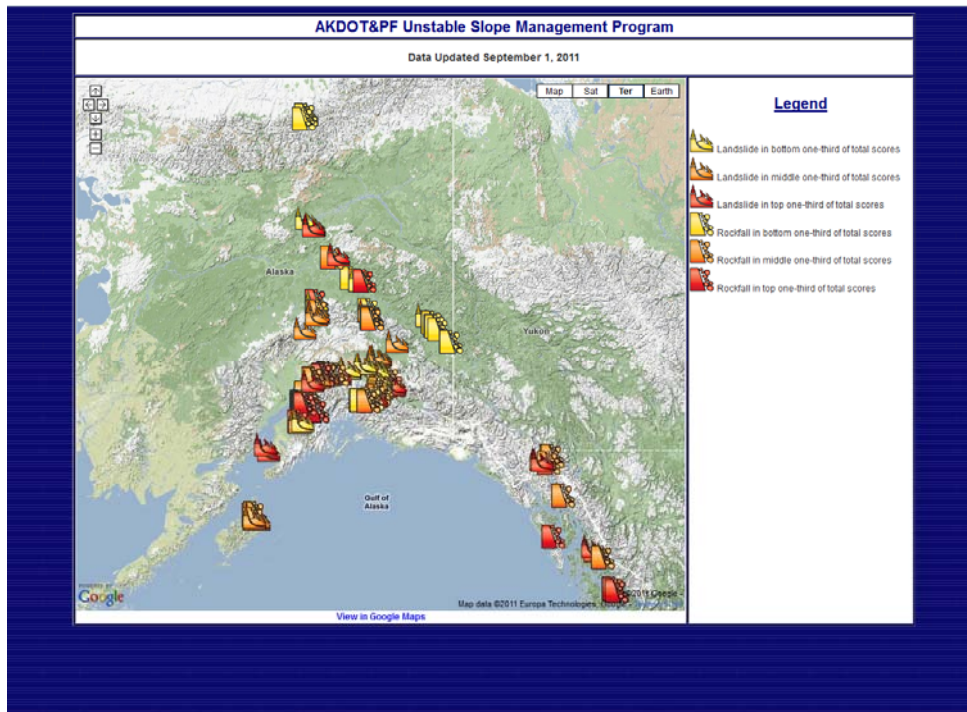 AKDOT&PF Unstable Slope Management Program
Data Updated September 1, 2011
Map Sat Ter Earth
Legend
Landslide in bottom one-third of total scores
Landslide in middle one-third of total scores
Landslide in top one-third of total scores
Rockfall in bottom one-third of total scores
Rockfall in middle one-third of total scores
Rockfall in top one-third of total scores
Alaska
Yukon
Gulf of
Alaska
POWERED BY
Google
©2011 Google -
Map data ©2011 Europa Technologies, Google -
View in Google Maps